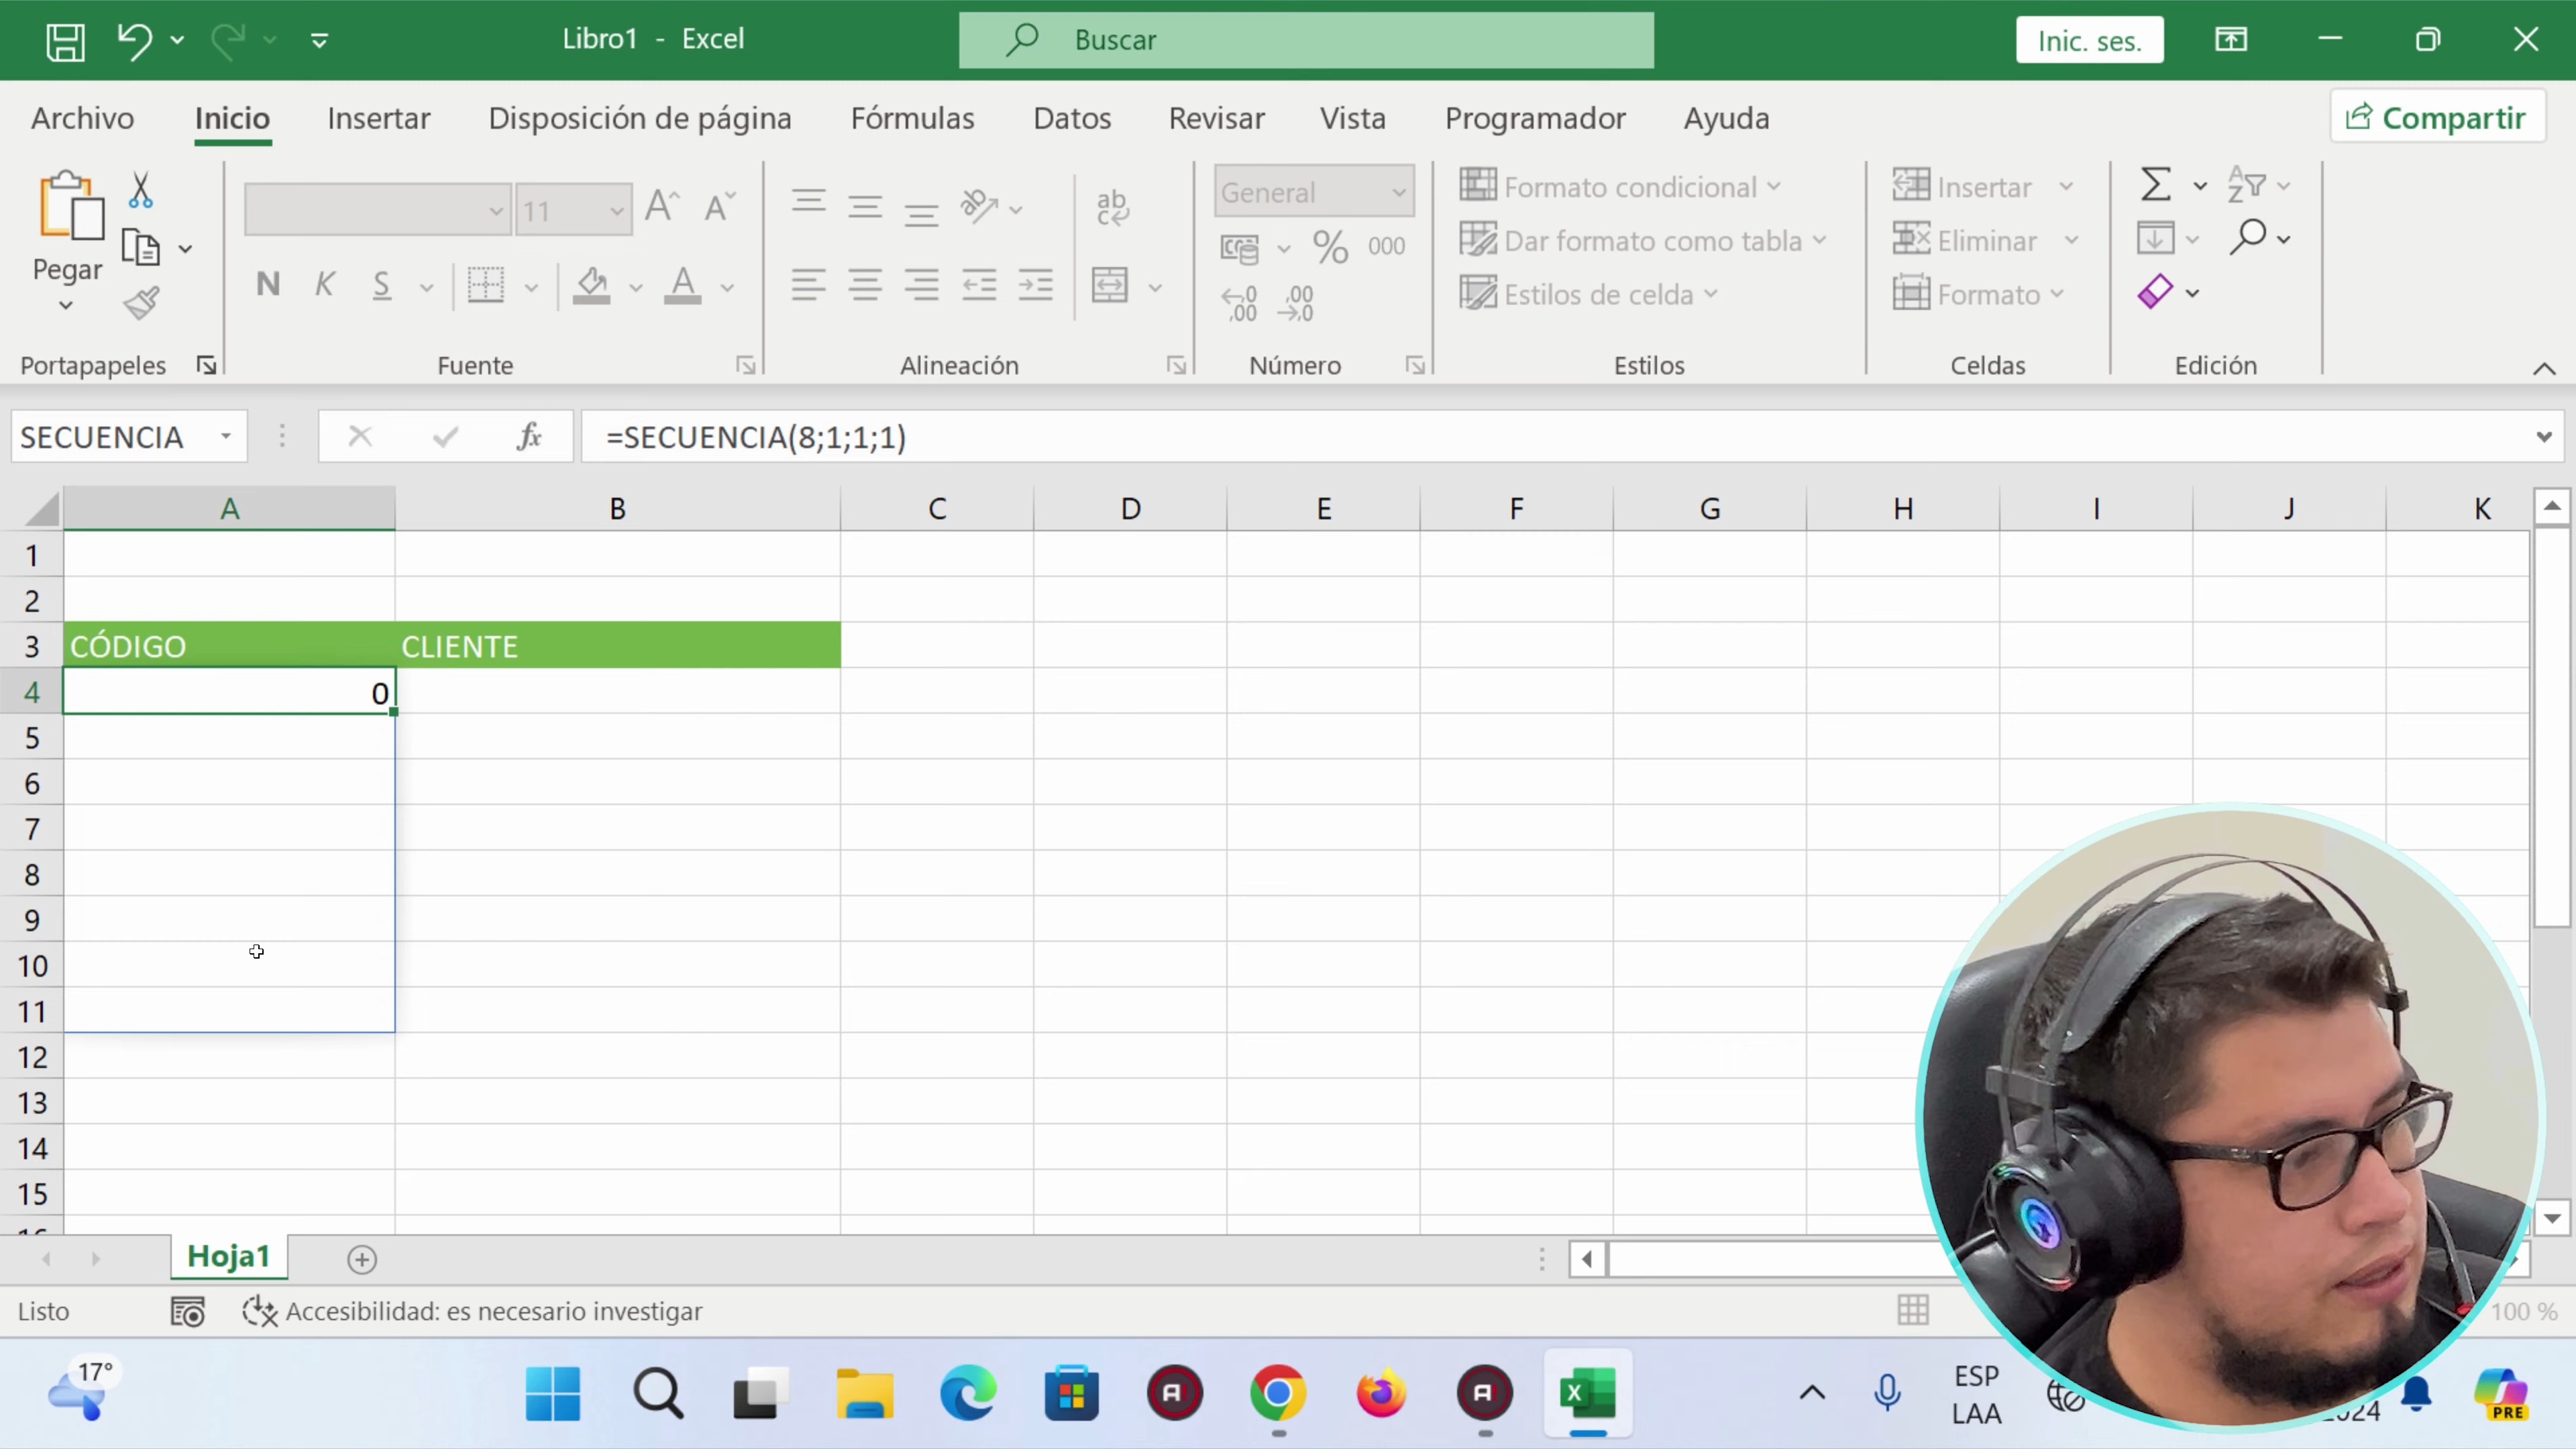 Libro1 - Excel
Buscar
Inic. ses.
Archivo Inicio Insertar Disposición de página Fórmulas Datos Revisar Vista Programador Ayuda
Compartir
Pegar
11
N K S
General
% 000
Formato condicional
Dar formato como tabla
Estilos de celda
Insertar
Eliminar
Formato
Portapapeles Fuente Alineación Número Estilos Celdas Edición
SECUENCIA
fx
=SECUENCIA(8;1;1;1)
A B C D E F G H I J K
1
2
3 CÓDIGO CLIENTE
4 0
5
6
7
8
9
10
11
12
13
14
15
Hoja1
Listo
Accesibilidad: es necesario investigar
100 %
17°
ESP
LAA
PRE